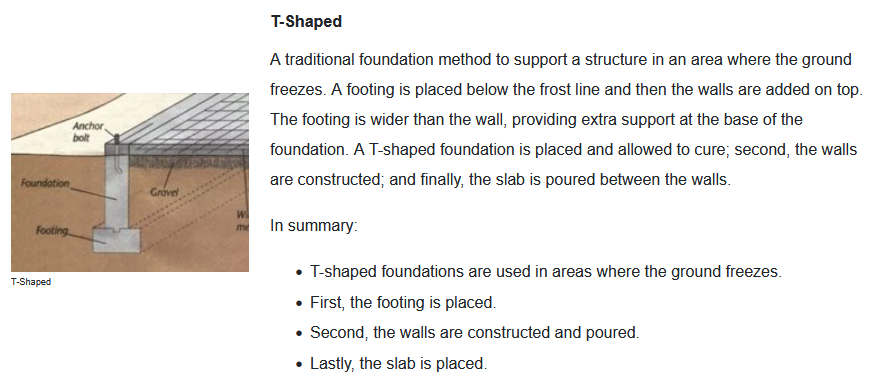 T-Shaped
A traditional foundation method to support a structure in an area where the ground
freezes. A footing is placed below the frost line and then the walls are added on top.
The footing is wider than the wall, providing extra support at the base of the
foundation. A T-shaped foundation is placed and allowed to cure; second, the walls
are constructed; and finally, the slab is poured between the walls.
In summary:
• T-shaped foundations are used in areas where the ground freezes.
• First, the footing is placed.
• Second, the walls are constructed and poured.
• Lastly, the slab is placed.
Anchor
bolt
Foundation
Gravel
Footing
T-Shaped